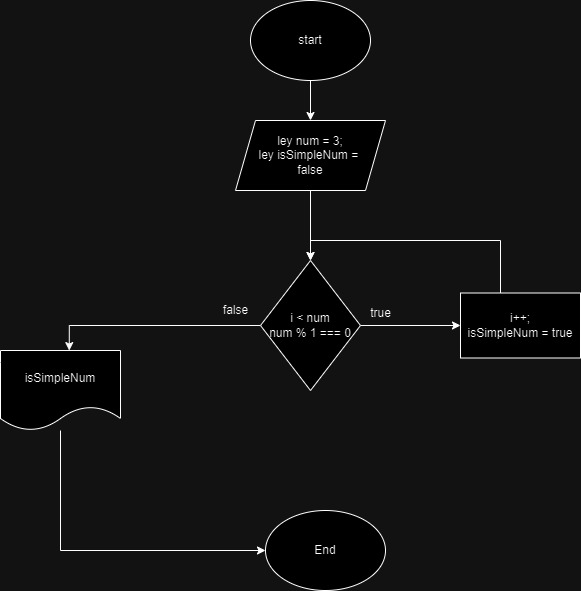 start
ley num = 3;
ley isSimpleNum =
false
false
true
i < num
num % 1 === 0
i++;
isSimpleNum = true
isSimpleNum
End